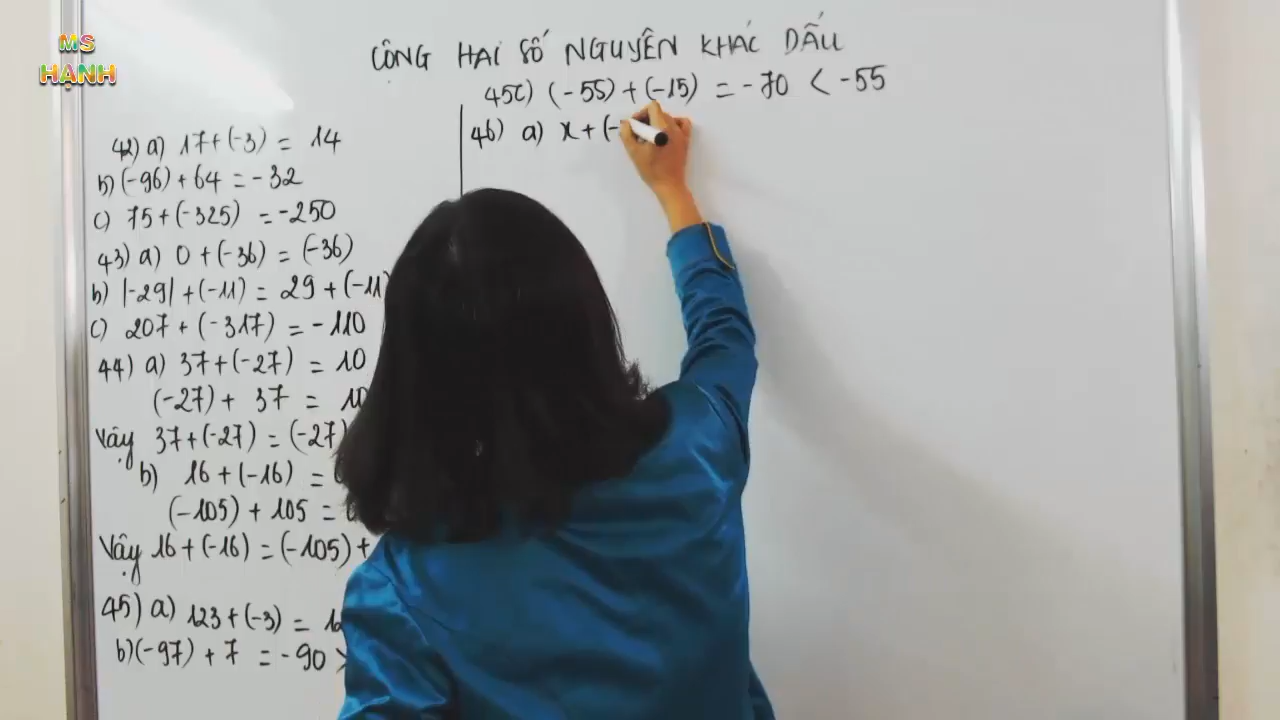 MS
HẠNH
CỘNG HAI SỐ NGUYÊN KHÁC DẤU
42) a) 17+(-3) = 14
b) (-96) + 64 = -32
c) 75 + (-325) = -250
43) a) 0 + (-36) = (-36)
b) |-29| + (-11) = 29 + (-11)
c) 207 + (-317) = -110
44) a) 37+(-27) = 10
(-27) + 37 = 10
Vậy 37+(-27) = (-27)
b) 16 + (-16) =
(-105) + 105 =
Vậy 16 + (-16) = (-105) +
45) a) 123 + (-3) =
b) (-97) + 7 = -90 >
45c) (-55) + (-15) = -70 < -55
46) a) x + (-